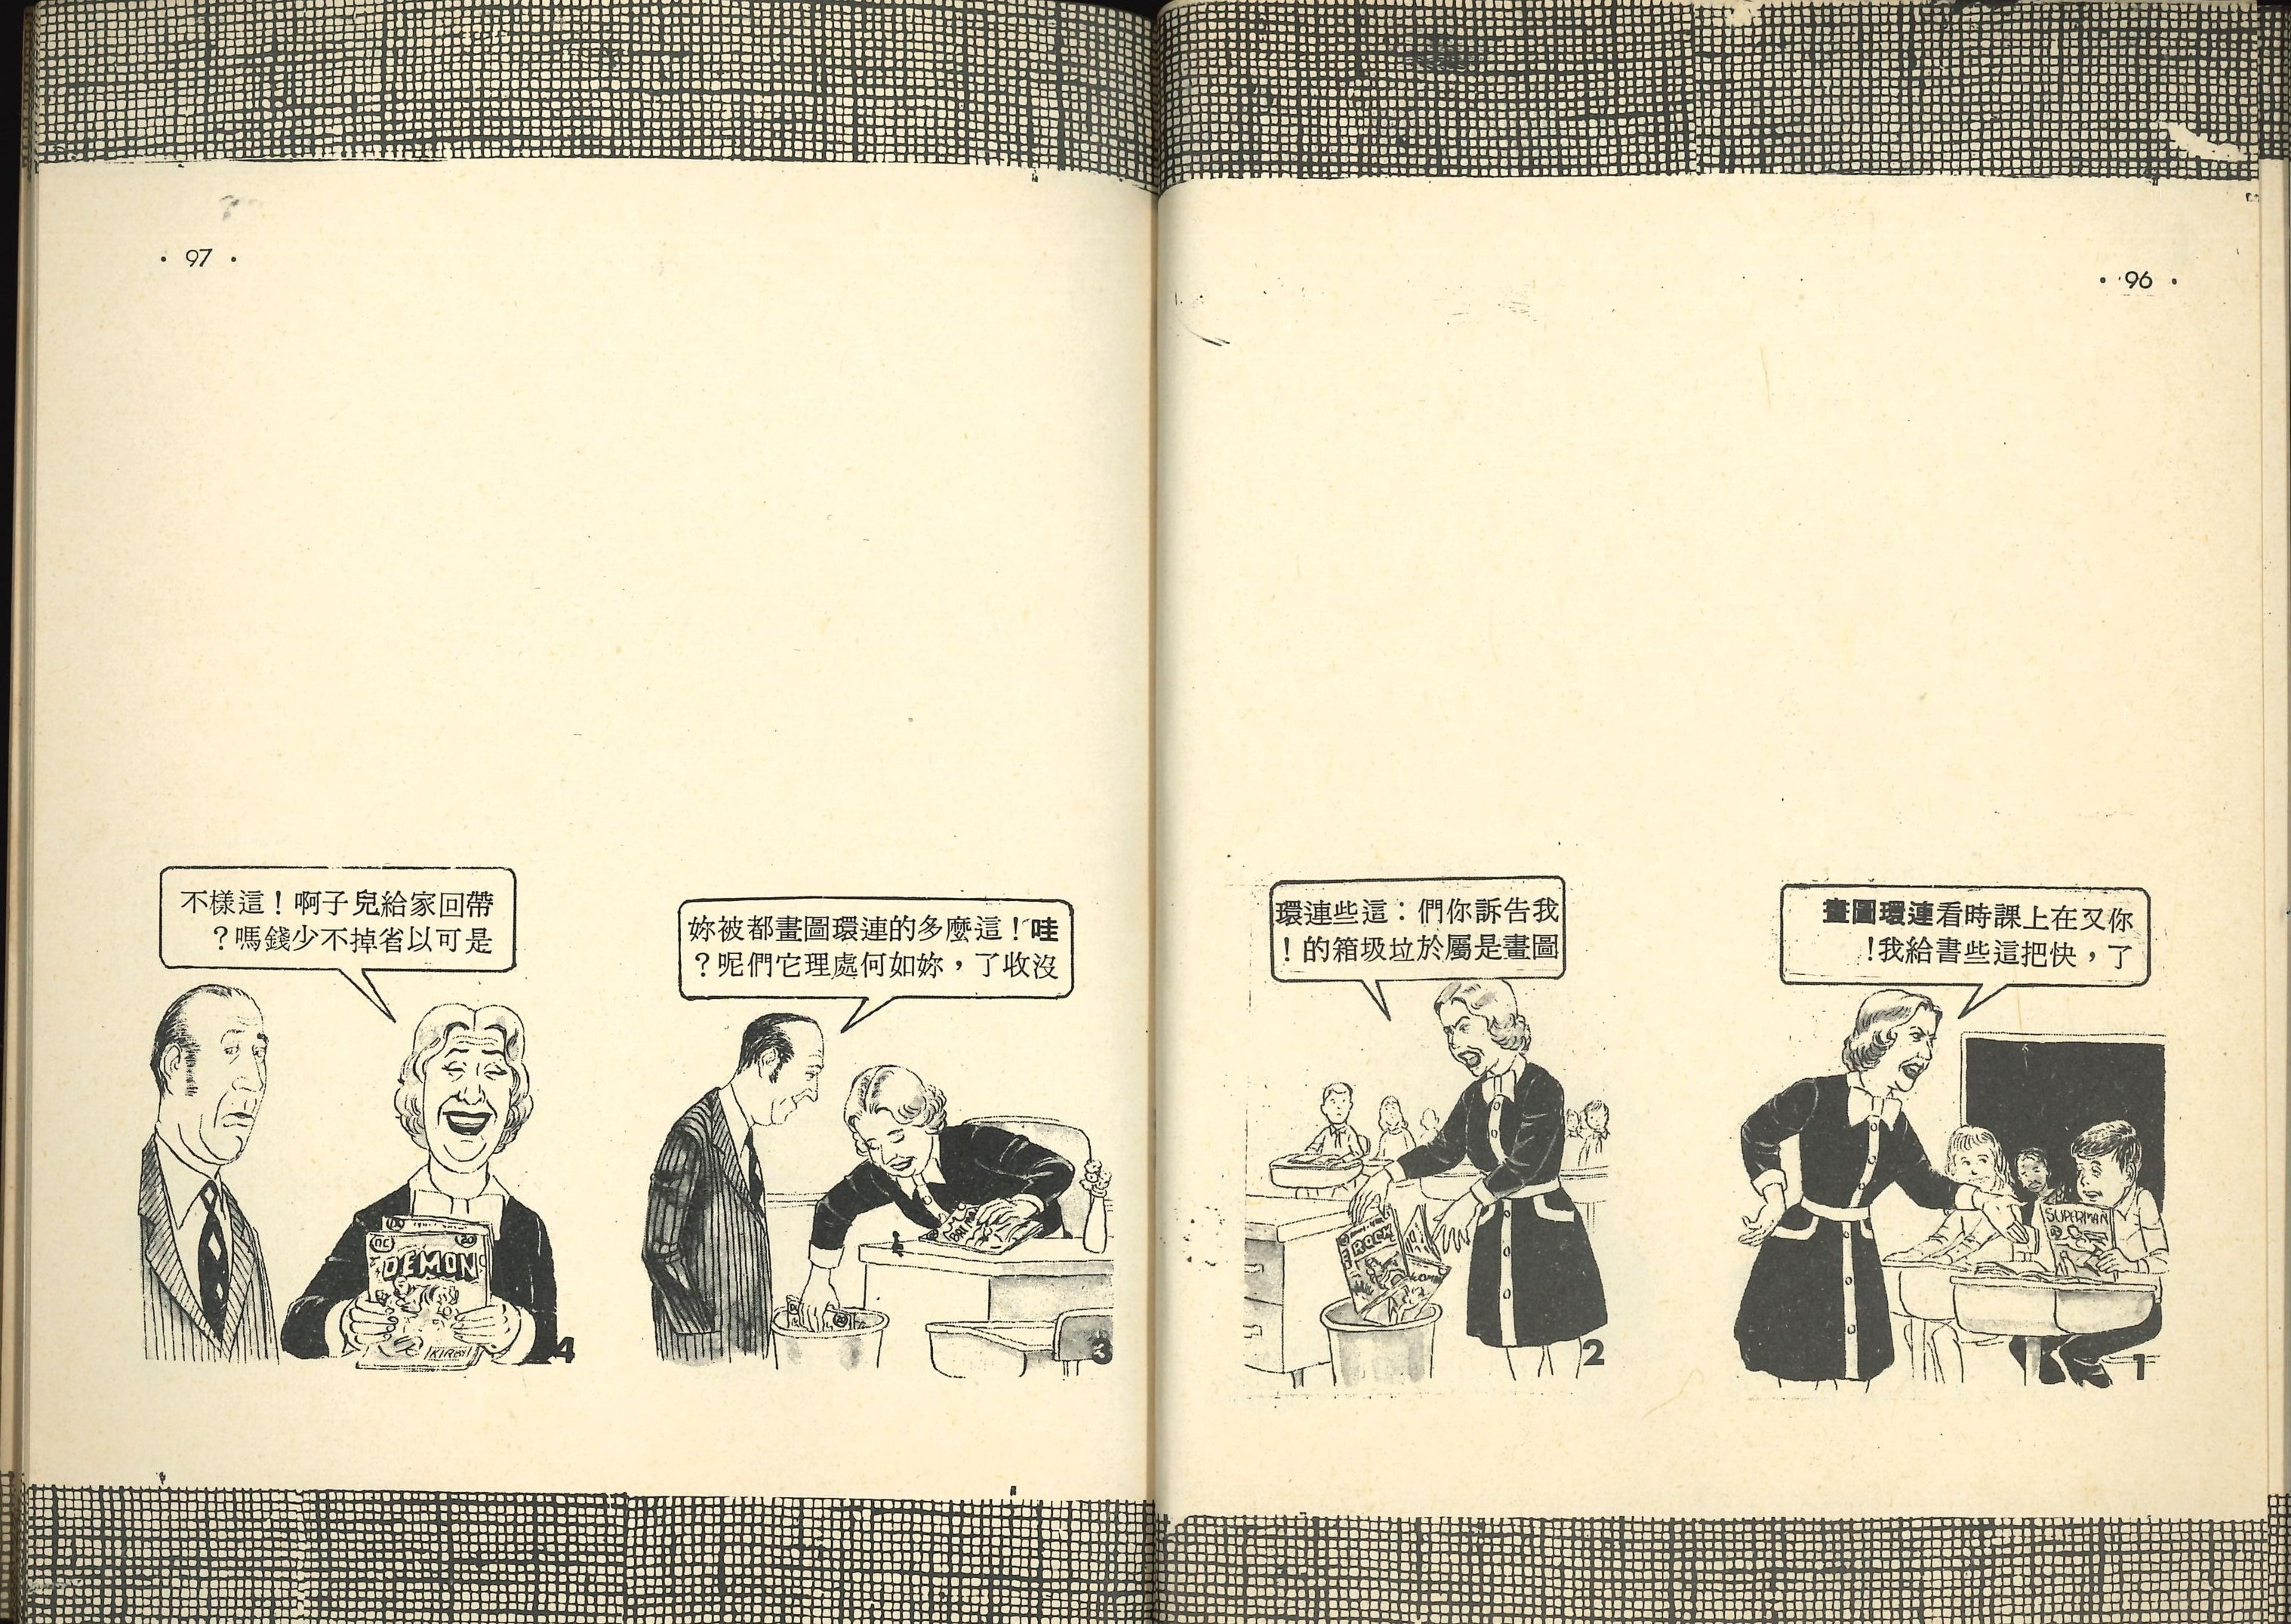 · 96 ·
你又在上課時看連環圖畫
了，快把這些書給我!
SUPERMAN
1
我告訴你們：這些連環
圖畫是屬於垃圾箱的!
ROCK
2
· 97 ·
哇!這麼多的連環圖畫都被妳
沒收了，妳如何處理它們呢?
3
帶回家給兒子啊!這樣不
是可以省掉不少錢嗎?
20
DEMON
KIRBY
4